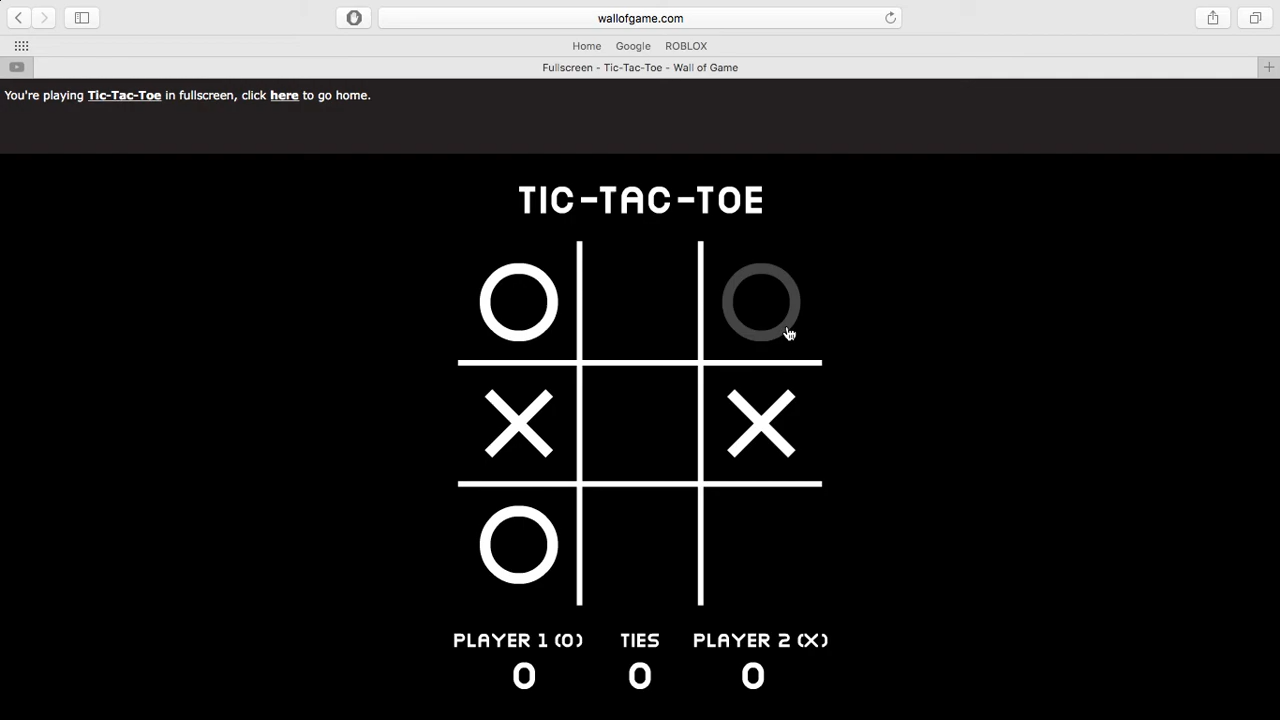 wallofgame.com
Home Google ROBLOX
Fullscreen - Tic-Tac-Toe - Wall of Game
You're playing Tic-Tac-Toe in fullscreen, click here to go home.
TIC-TAC-TOE
O O
X X
O
PLAYER 1 (O) TIES PLAYER 2 (X)
0 0 0